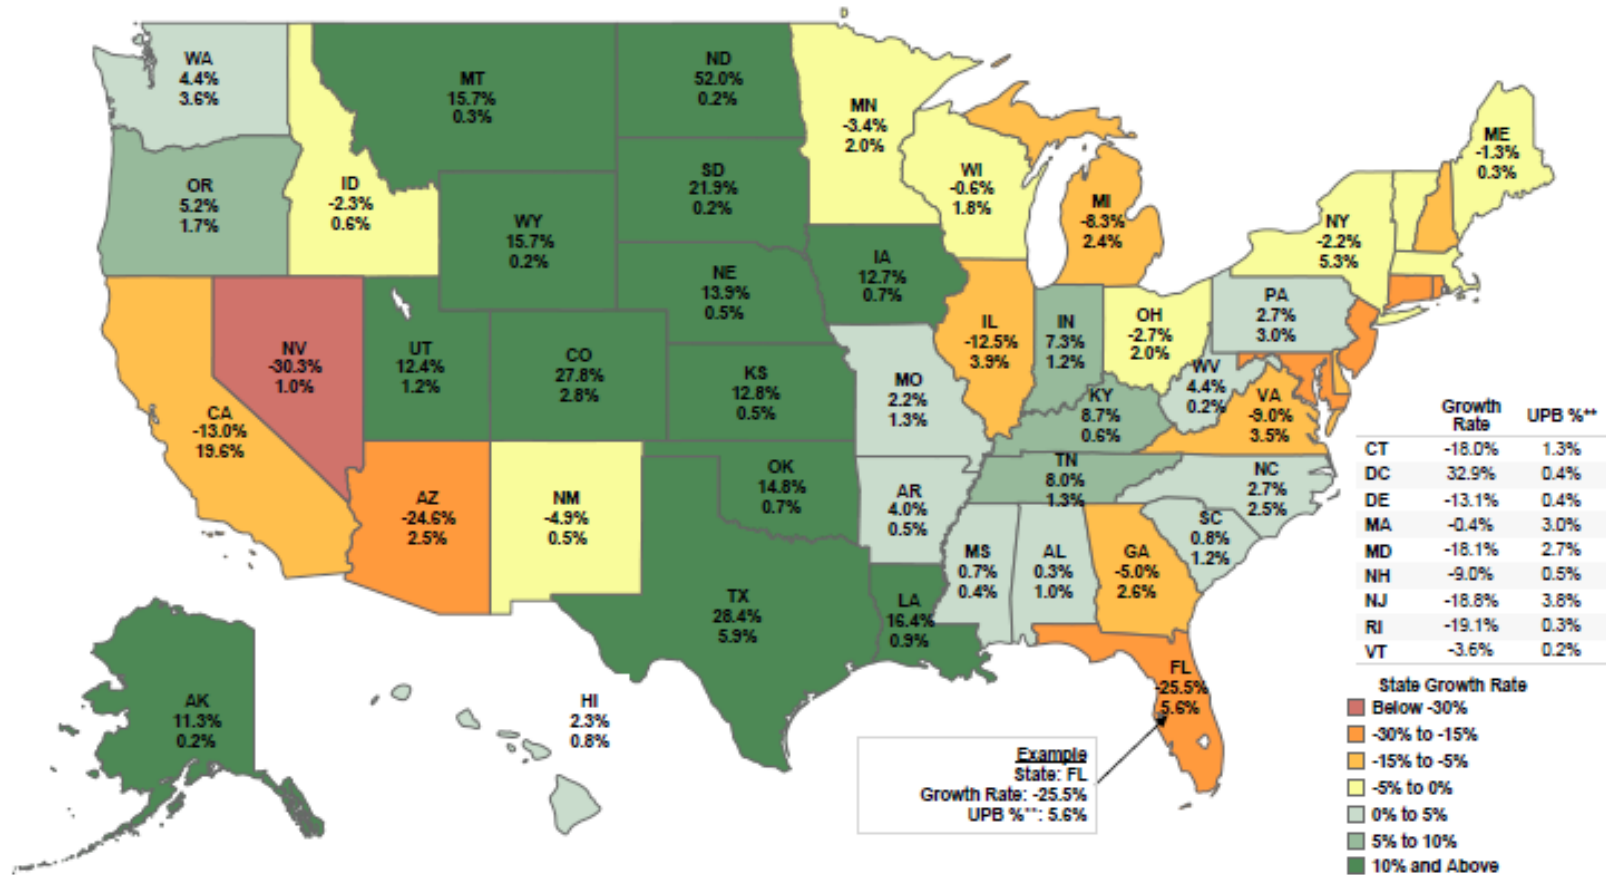 WA
4.4%
3.6%
MT
15.7%
0.3%
ND
52.0%
0.2%
MN
-3.4%
2.0%
ME
-1.3%
0.3%
OR
5.2%
1.7%
ID
-2.3%
0.6%
SD
21.9%
0.2%
WI
-0.6%
1.8%
MI
-8.3%
2.4%
NY
-2.2%
5.3%
WY
15.7%
0.2%
IA
12.7%
0.7%
NE
13.9%
0.5%
PA
2.7%
3.0%
NV
-30.3%
1.0%
UT
12.4%
1.2%
CO
27.8%
2.8%
IL
-12.5%
3.9%
IN
7.3%
1.2%
OH
-2.7%
2.0%
KS
12.8%
0.5%
MO
2.2%
1.3%
WV
4.4%
0.2%
CA
-13.0%
19.6%
KY
8.7%
0.6%
VA
-9.0%
3.5%
AZ
-24.6%
2.5%
NM
-4.9%
0.5%
OK
14.8%
0.7%
AR
4.0%
0.5%
TN
8.0%
1.3%
NC
2.7%
2.5%
SC
0.8%
1.2%
MS
0.7%
0.4%
AL
0.3%
1.0%
GA
-5.0%
2.6%
TX
28.4%
5.9%
LA
16.4%
0.9%
FL
-25.5%
5.6%
AK
11.3%
0.2%
HI
2.3%
0.8%
Example
State: FL
Growth Rate: -25.5%
UPB %**: 5.6%
Growth Rate UPB %**
CT -18.0% 1.3%
DC 32.9% 0.4%
DE -13.1% 0.4%
MA -0.4% 3.0%
MD -18.1% 2.7%
NH -9.0% 0.5%
NJ -18.8% 3.8%
RI -19.1% 0.3%
VT -3.6% 0.2%
State Growth Rate
Below -30%
-30% to -15%
-15% to -5%
-5% to 0%
0% to 5%
5% to 10%
10% and Above